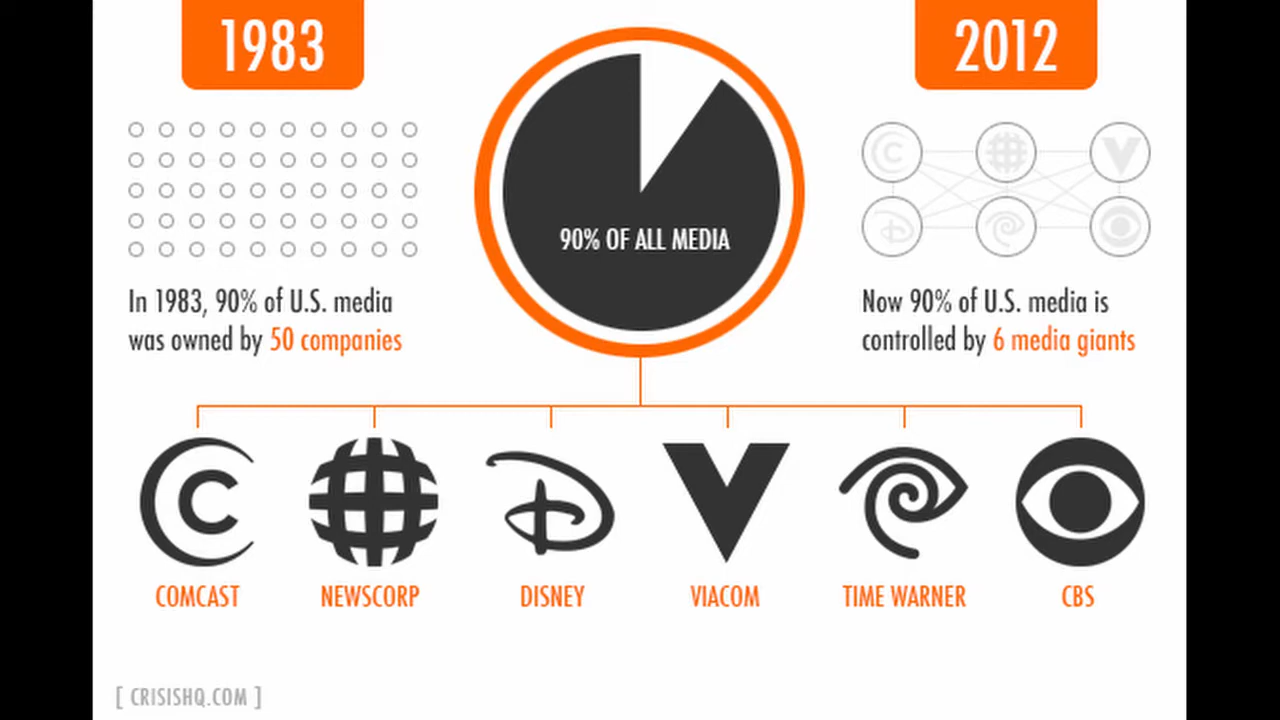 1983
2012
90% OF ALL MEDIA
In 1983, 90% of U.S. media
was owned by 50 companies
Now 90% of U.S. media is
controlled by 6 media giants
COMCAST
NEWSCORP
DISNEY
VIACOM
TIME WARNER
CBS
[ CRISISHQ.COM ]